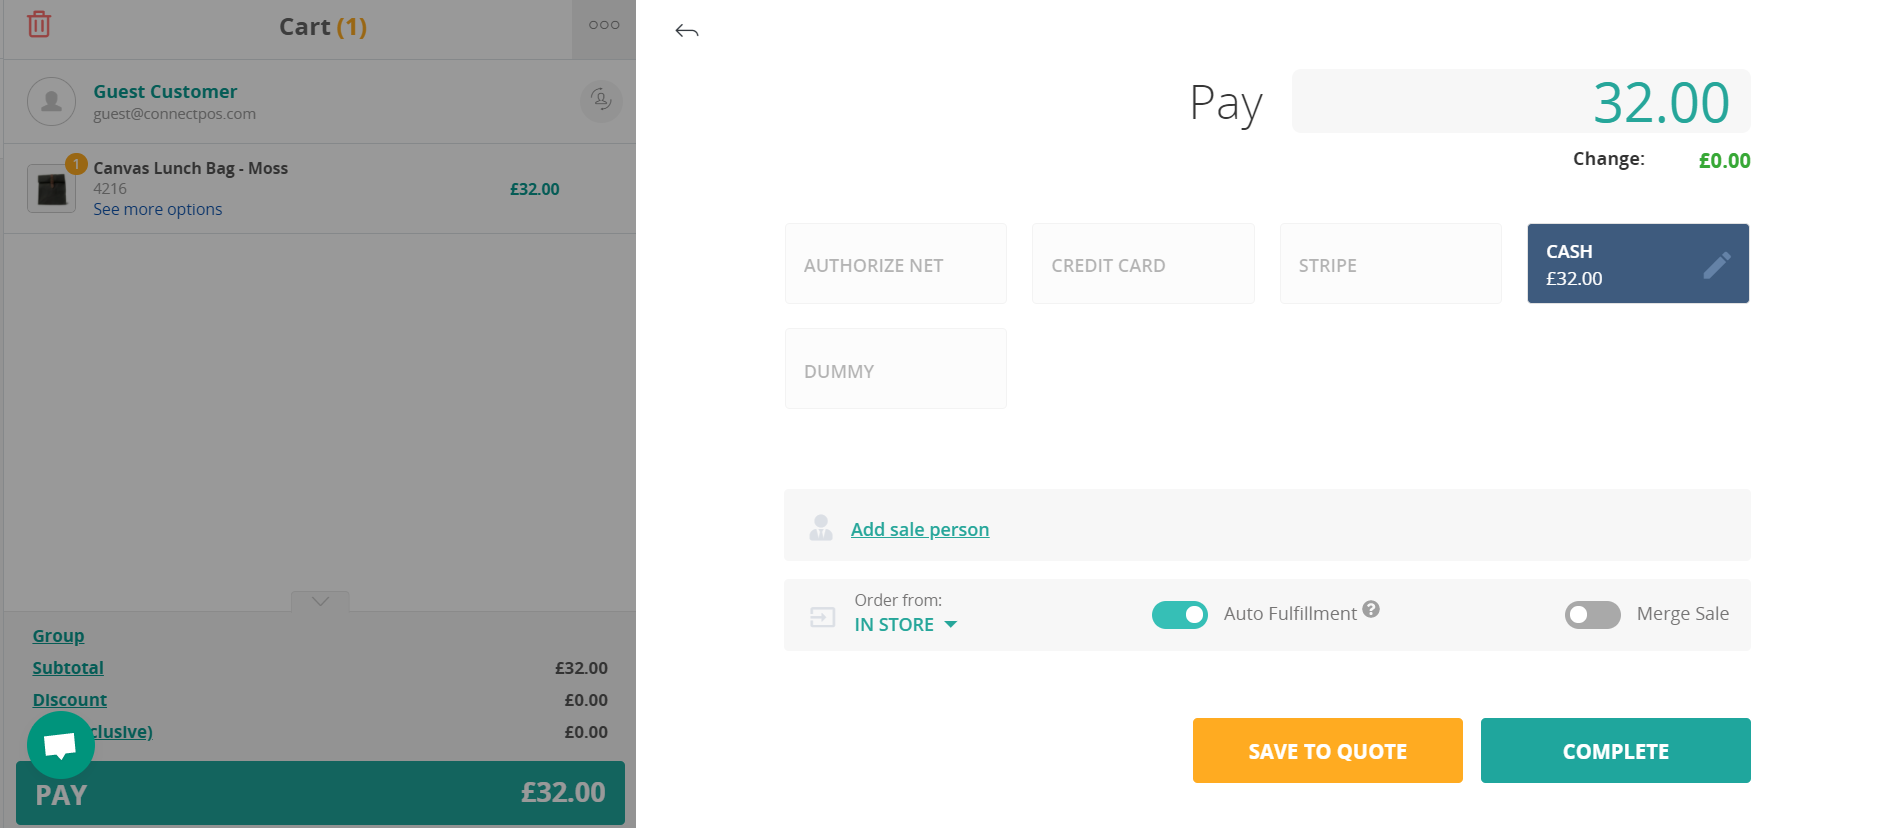 Cart (1)
Guest Customer
guest@connectpos.com
1
Canvas Lunch Bag - Moss
4216
£32.00
See more options
Group
Subtotal £32.00
Discount £0.00
clusive) £0.00
PAY £32.00
Pay 32.00
Change: £0.00
AUTHORIZE NET
CREDIT CARD
STRIPE
CASH
£32.00
DUMMY
Add sale person
Order from:
IN STORE
Auto Fulfillment ?
Merge Sale
SAVE TO QUOTE
COMPLETE